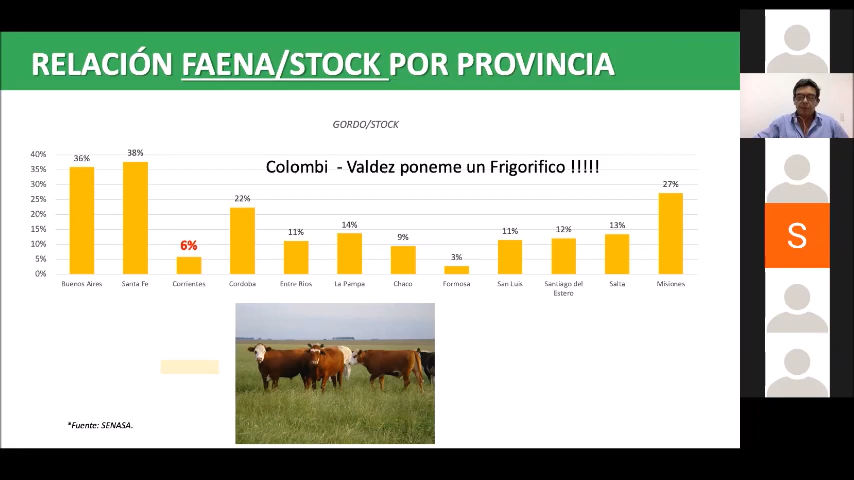 RELACIÓN FAENA/STOCK POR PROVINCIA
GORDO/STOCK
Colombi - Valdez poneme un Frigorifico !!!!!
40%
35%
30%
25%
20%
15%
10%
5%
0%
36%
38%
6%
22%
11%
14%
9%
3%
11%
12%
13%
27%
Buenos Aires
Santa Fe
Corrientes
Cordoba
Entre Rios
La Pampa
Chaco
Formosa
San Luis
Santiago del
Estero
Salta
Misiones
*Fuente: SENASA.
S